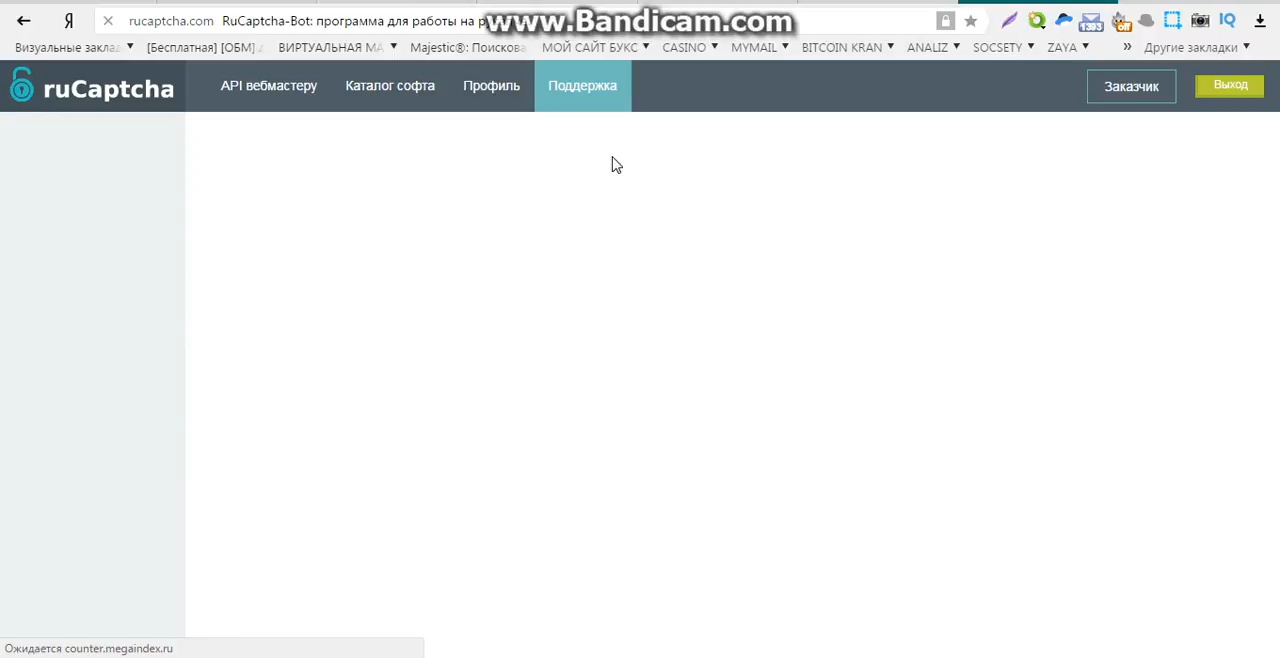 Я rucaptcha.com RuCaptcha-Bot: программа для работы на
www.Bandicam.com
Визуальные заклад [Бесплатная] [ОБМ] ВИРТУАЛЬНАЯ МА Majestic®: Поискова МОЙ САЙТ БУКС CASINO MYMAIL BITCOIN KRAN ANALIZ SOCSETY ZAYA » Другие закладки
ruCaptcha API вебмастеру Каталог софта Профиль Поддержка Заказчик Выход
Ожидается counter.megaindex.ru